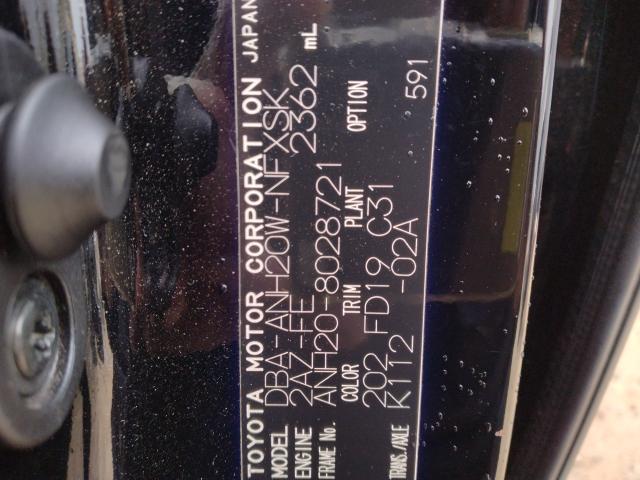 TOYOTA MOTOR CORPORATION JAPAN
MODEL DBA-ANH20W-NFXSK
ENGINE 2AZ-FE 2362 mL
FRAME No. ANH20-8028721
COLOR TRIM PLANT OPTION
202 FD19 C31
TRANS./AXLE K112 -02A 591